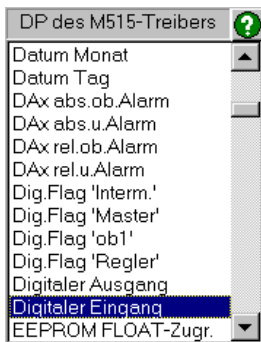 DP des M515-Treibers
?
Datum Monat
Datum Tag
DAx abs.ob.Alarm
DAx abs.u.Alarm
DAx rel.ob.Alarm
DAx rel.u.Alarm
Dig.Flag 'Interm.'
Dig.Flag 'Master'
Dig.Flag 'ob1'
Dig.Flag 'Regler'
Digitaler Ausgang
Digitaler Eingang
EEPROM FLOAT-Zugr.